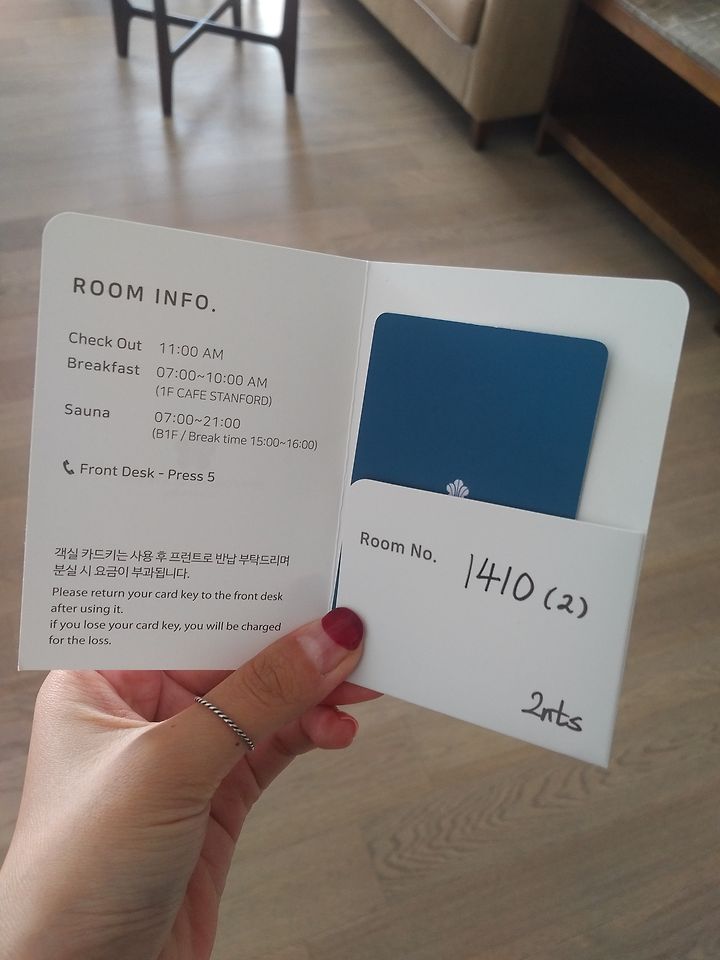 ROOM INFO.
Check Out 11:00 AM
Breakfast 07:00~10:00 AM
(1F CAFE STANFORD)
Sauna 07:00~21:00
(B1F / Break time 15:00~16:00)
Front Desk - Press 5
객실 카드키는 사용 후 프런트로 반납 부탁드리며
분실 시 요금이 부과됩니다.
Please return your card key to the front desk
after using it.
if you lose your card key, you will be charged
for the loss.
Room No. 1410 (2)
2nts